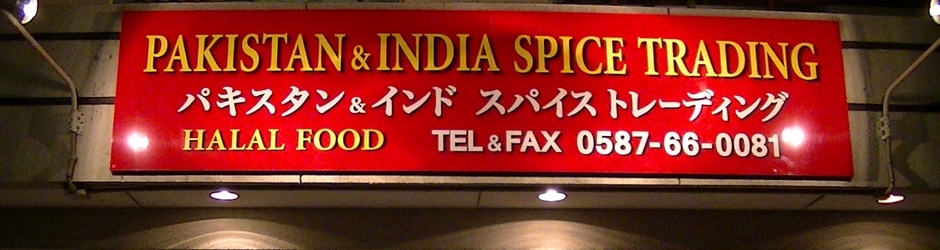 PAKISTAN & INDIA SPICE TRADING
パキスタン&インド スパイストレーディング
HALAL FOOD TEL & FAX 0587-66-0081